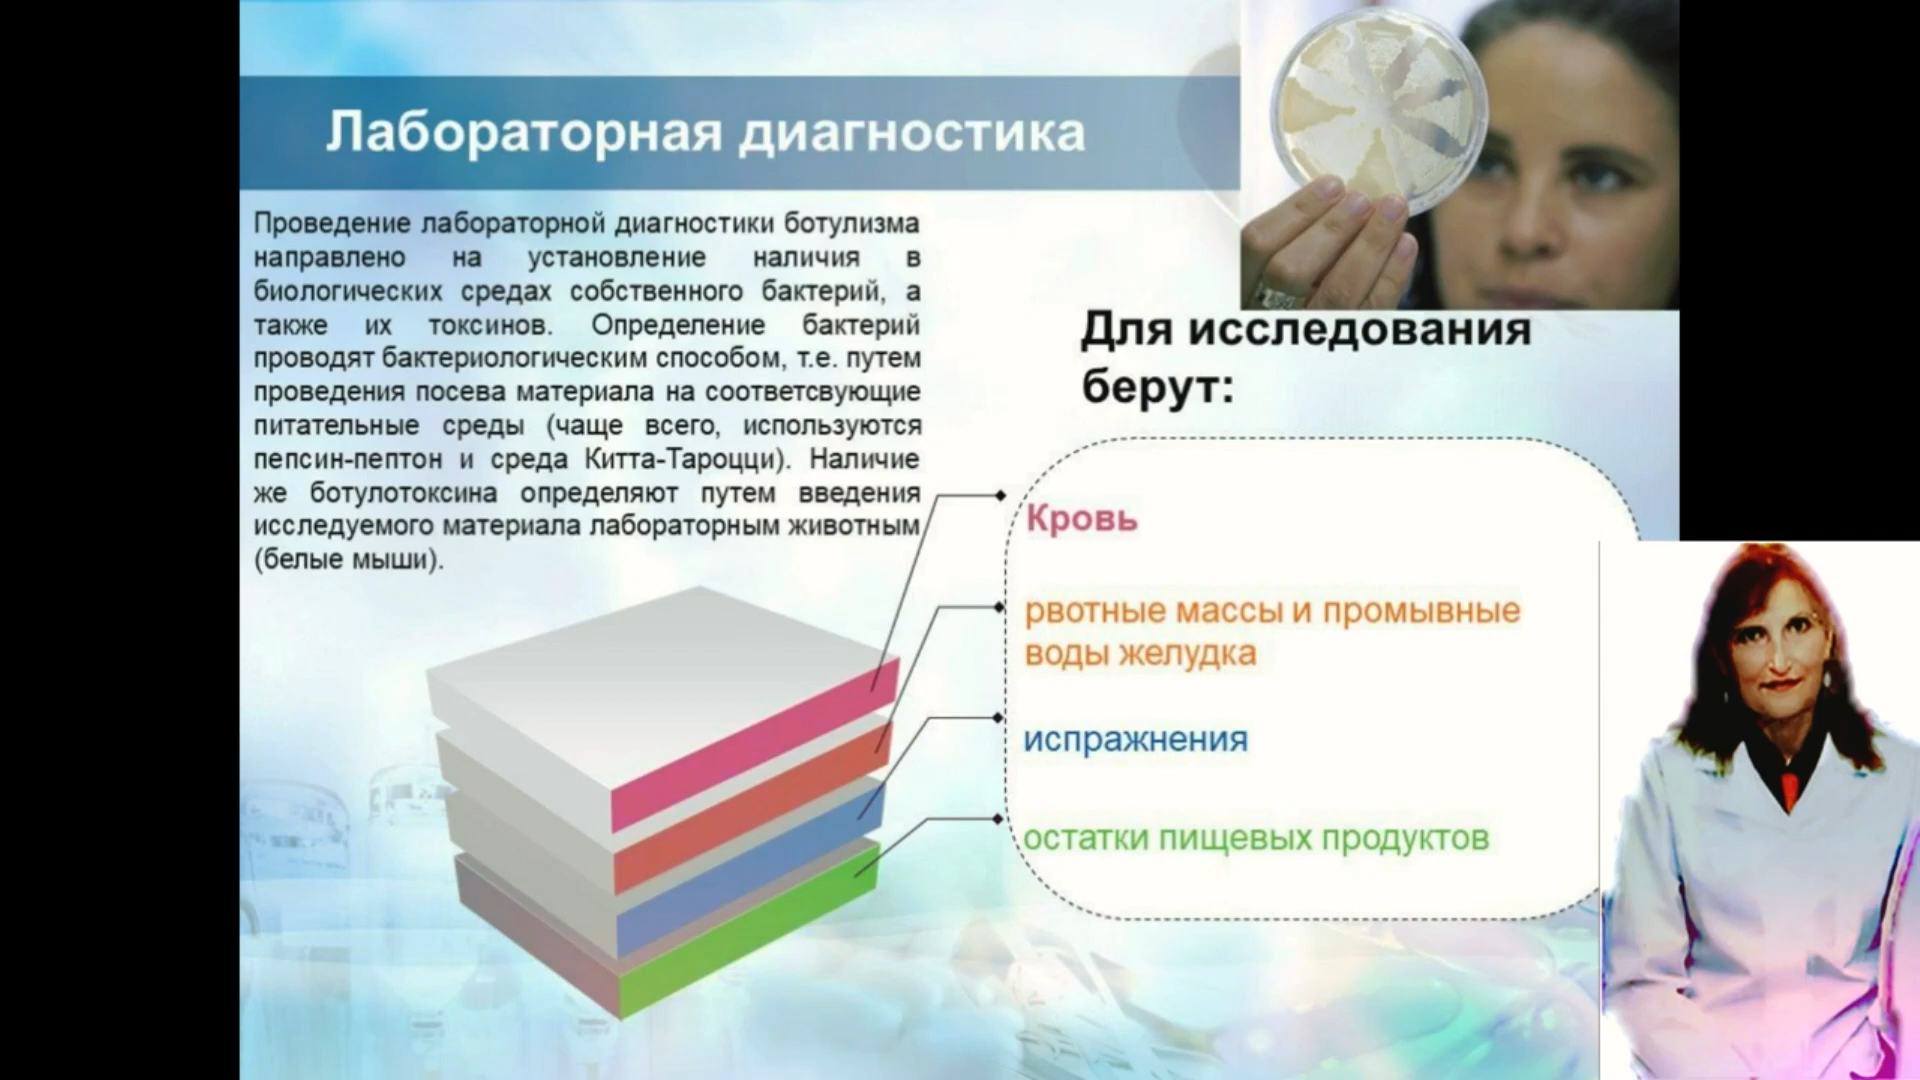 Лабораторная диагностика
Проведение лабораторной диагностики ботулизма
направлено на установление наличия в
биологических средах собственного бактерий, а
также их токсинов. Определение бактерий
проводят бактериологическим способом, т.е. путем
проведения посева материала на соответсвующие
питательные среды (чаще всего, используются
пепсин-пептон и среда Китта-Тароцци). Наличие
же ботулотоксина определяют путем введения
исследуемого материала лабораторным животным
(белые мыши).
Для исследования
берут:
Кровь
рвотные массы и промывные
воды желудка
испражнения
остатки пищевых продуктов